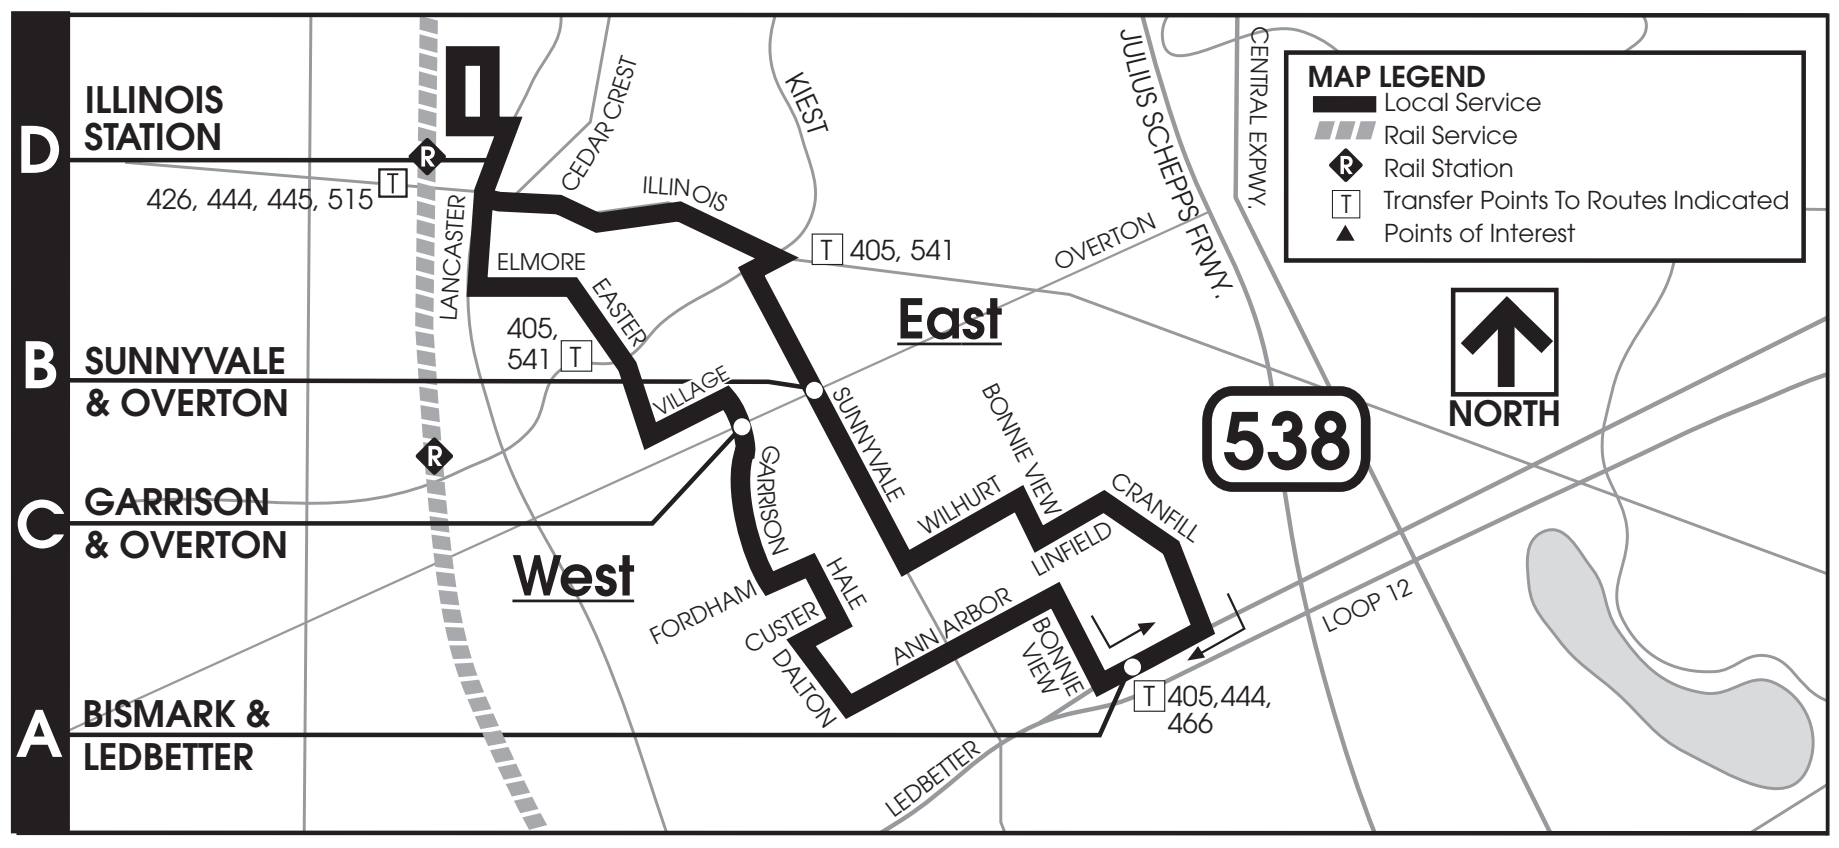 D
ILLINOIS
STATION
R
T
426, 444, 445, 515
LANCASTER
CEDAR CREST
ILLINOIS
KIEST
T 405, 541
OVERTON
JULIUS SCHEPPS FRWY.
CENTRAL EXPWY.
MAP LEGEND
Local Service
Rail Service
R Rail Station
T Transfer Points To Routes Indicated
Points of Interest
ELMORE
EASTER
405,
541 T
East
NORTH
B
SUNNYVALE
& OVERTON
VILLAGE
SUNNYVALE
BONNIE VIEW
538
R
C
GARRISON
& OVERTON
GARRISON
WILHURT
CRANFILL
LINFIELD
West
FORDHAM
HALE
CUSTER
DALTON
ANN ARBOR
BONNIE
VIEW
LOOP 12
T 405,444,
466
A
BISMARK &
LEDBETTER
LEDBETTER